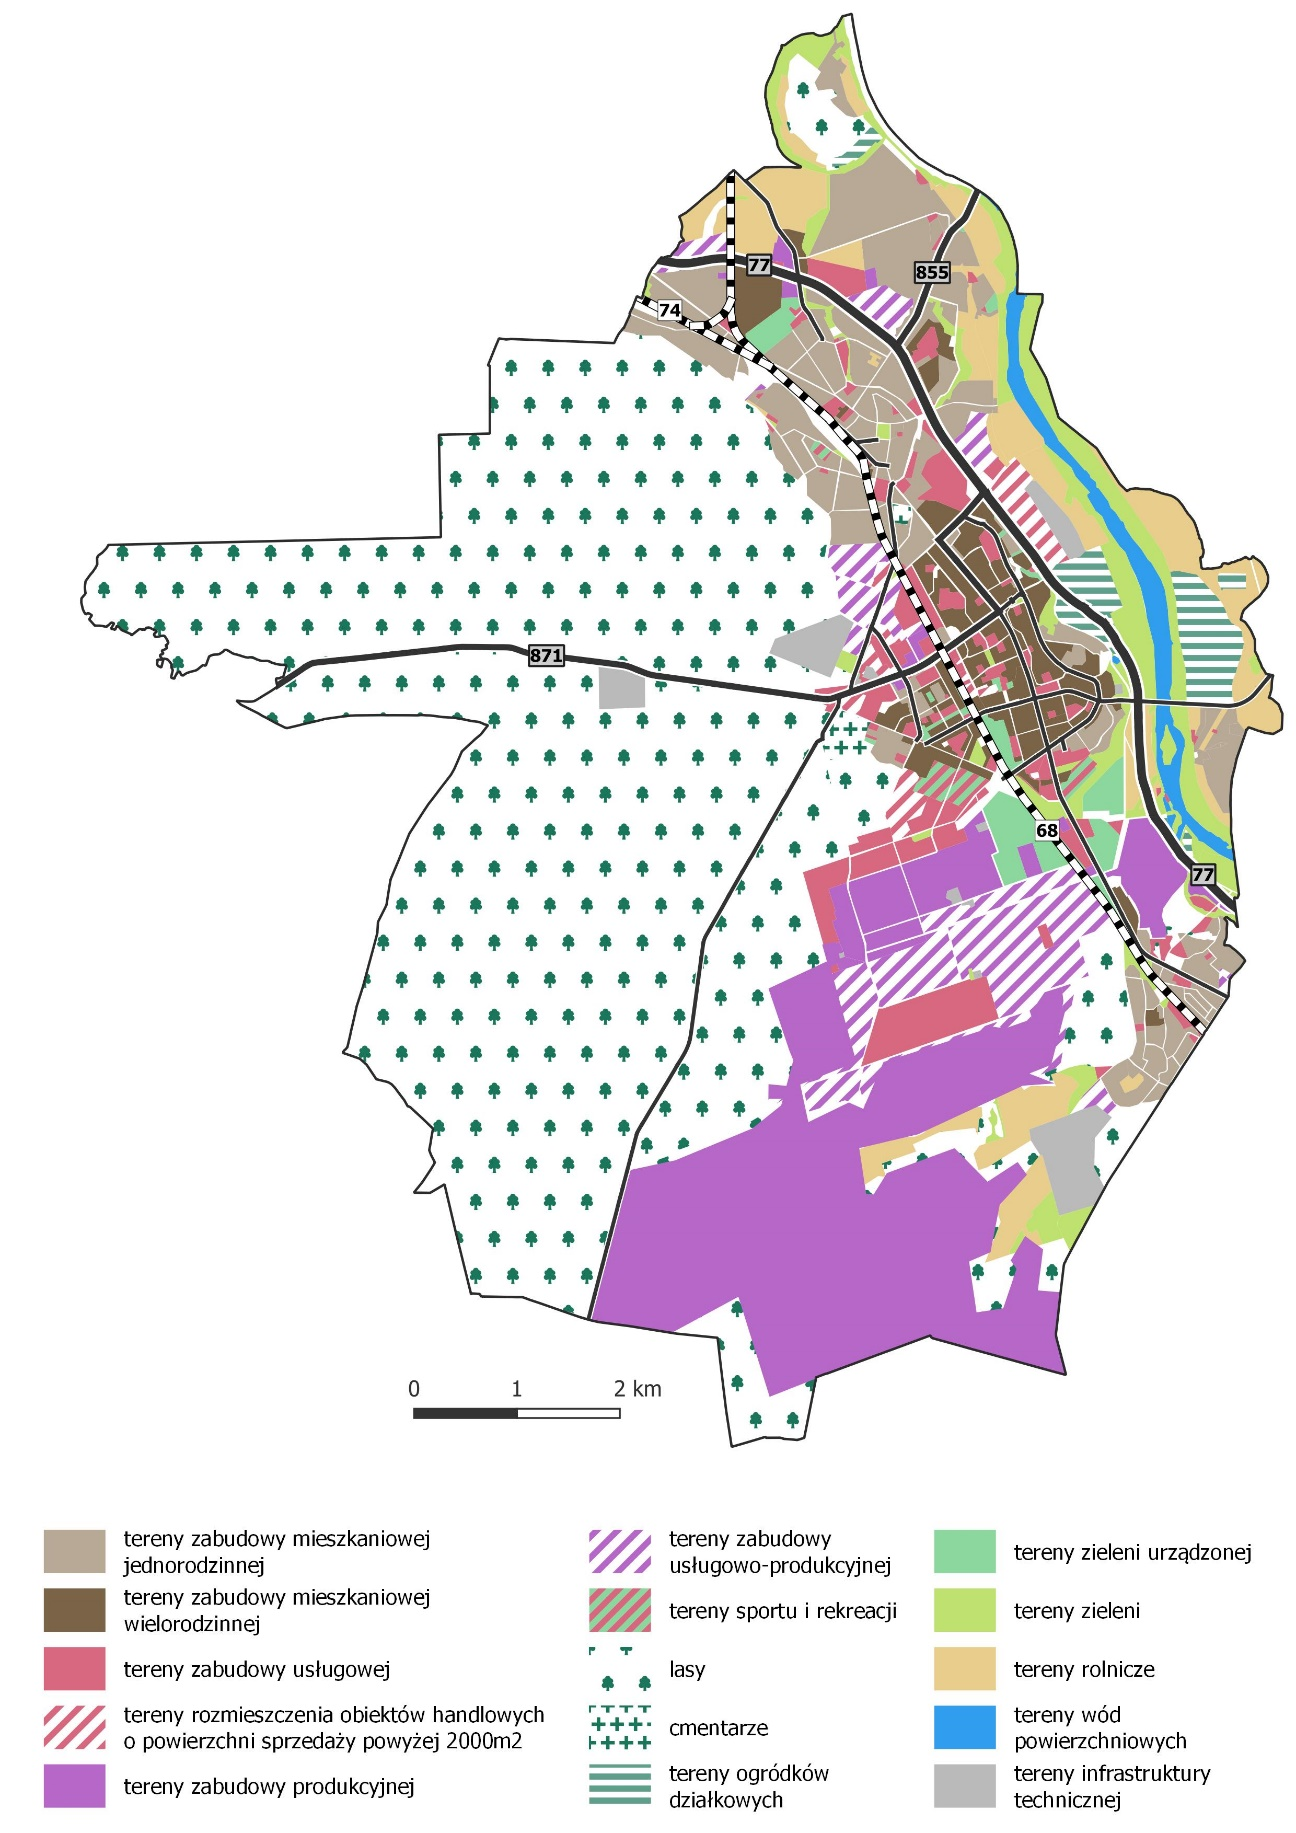 77
855
74
871
68
77
0 1 2 km
tereny zabudowy mieszkaniowej
jednorodzinnej
tereny zabudowy mieszkaniowej
wielorodzinnej
tereny zabudowy usługowej
tereny rozmieszczenia obiektów handlowych
o powierzchni sprzedaży powyżej 2000m2
tereny zabudowy produkcyjnej
tereny zabudowy
usługowo-produkcyjnej
tereny sportu i rekreacji
lasy
cmentarze
tereny ogródków
działkowych
tereny zieleni urządzonej
tereny zieleni
tereny rolnicze
tereny wód
powierzchniowych
tereny infrastruktury
technicznej